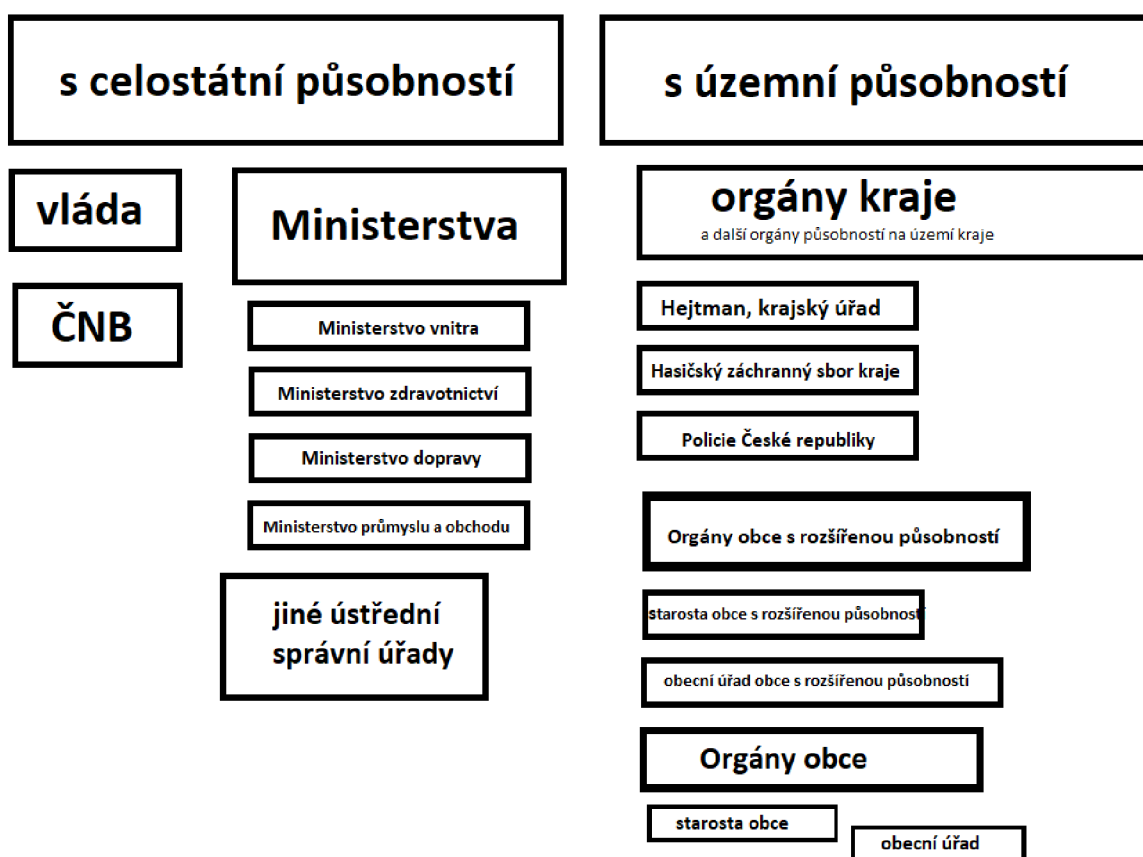 s celostátní působností
vláda
ČNB
Ministerstva
Ministerstvo vnitra
Ministerstvo zdravotnictví
Ministerstvo dopravy
Ministerstvo průmyslu a obchodu
jiné ústřední
správní úřady
s územní působností
orgány kraje
a další orgány působností na území kraje
Hejtman, krajský úřad
Hasičský záchranný sbor kraje
Policie České republiky
Orgány obce s rozšířenou působností
starosta obce s rozšířenou působností
obecní úřad obce s rozšířenou působností
Orgány obce
starosta obce
obecní úřad